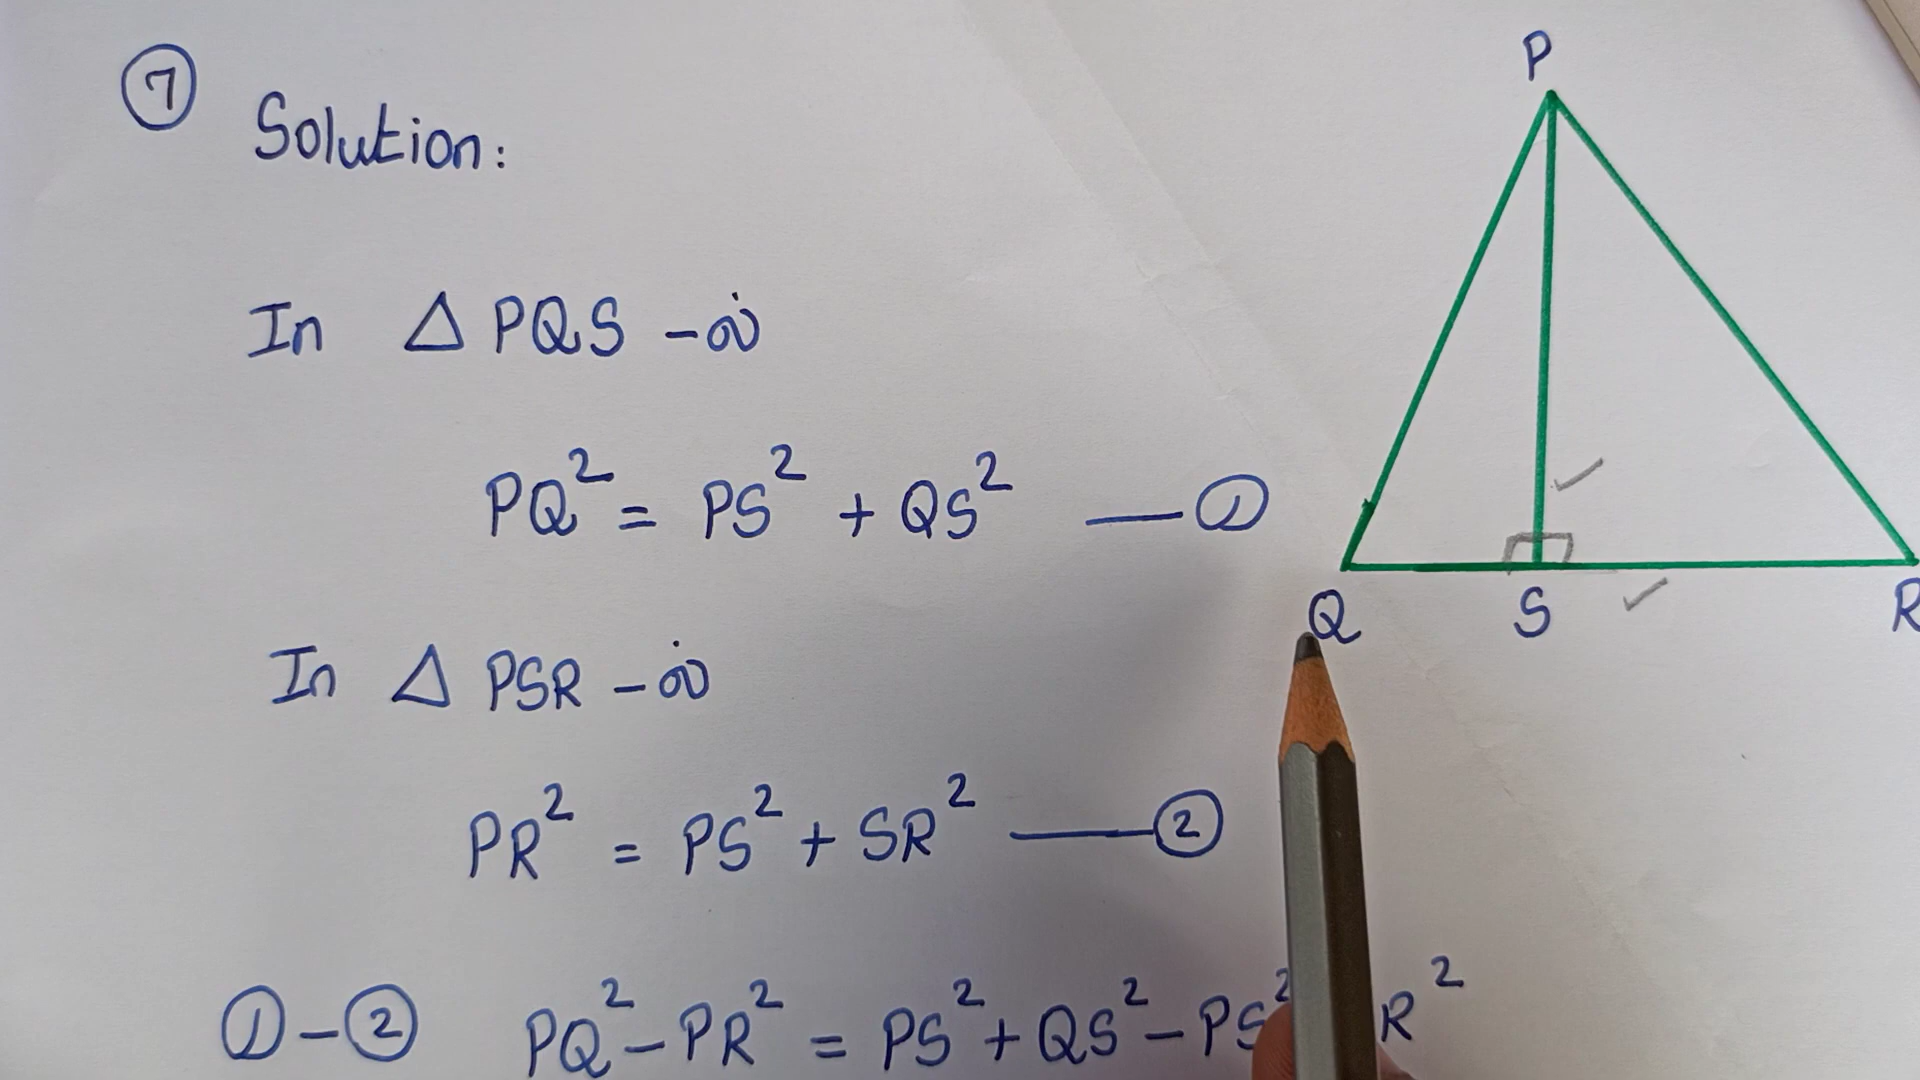 7
Solution:
In △ PQS -ல்
PQ² = PS² + QS² — 1
In △ PSR -ல்
PR² = PS² + SR² — 2
1 - 2 PQ² - PR² = PS² + QS² - PS² R²
P
Q S R